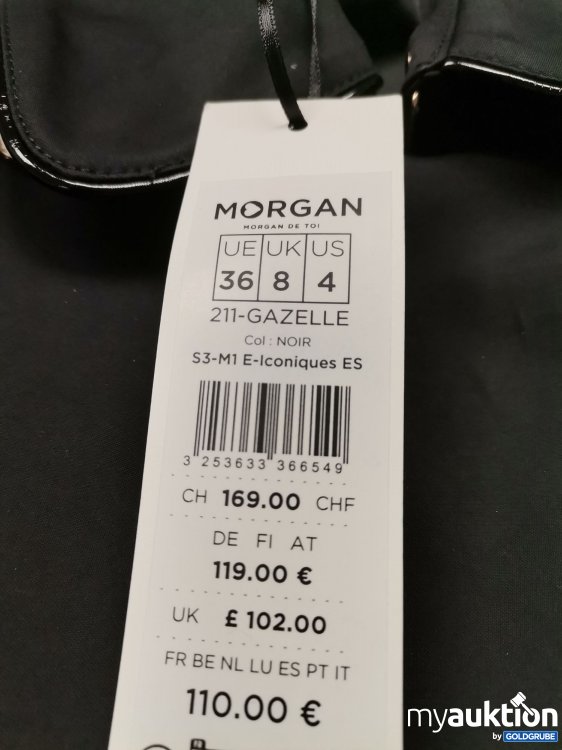 MORGAN
MORGAN DE TOI
UE UK US
36 8 4
211-GAZELLE
Col : NOIR
S3-M1 E-Iconiques ES
3 253633 366549
CH 169.00 CHF
DE FI AT
119.00 €
UK £ 102.00
FR BE NL LU ES PT IT
110.00 €
myauktion
by GOLDGRUBE